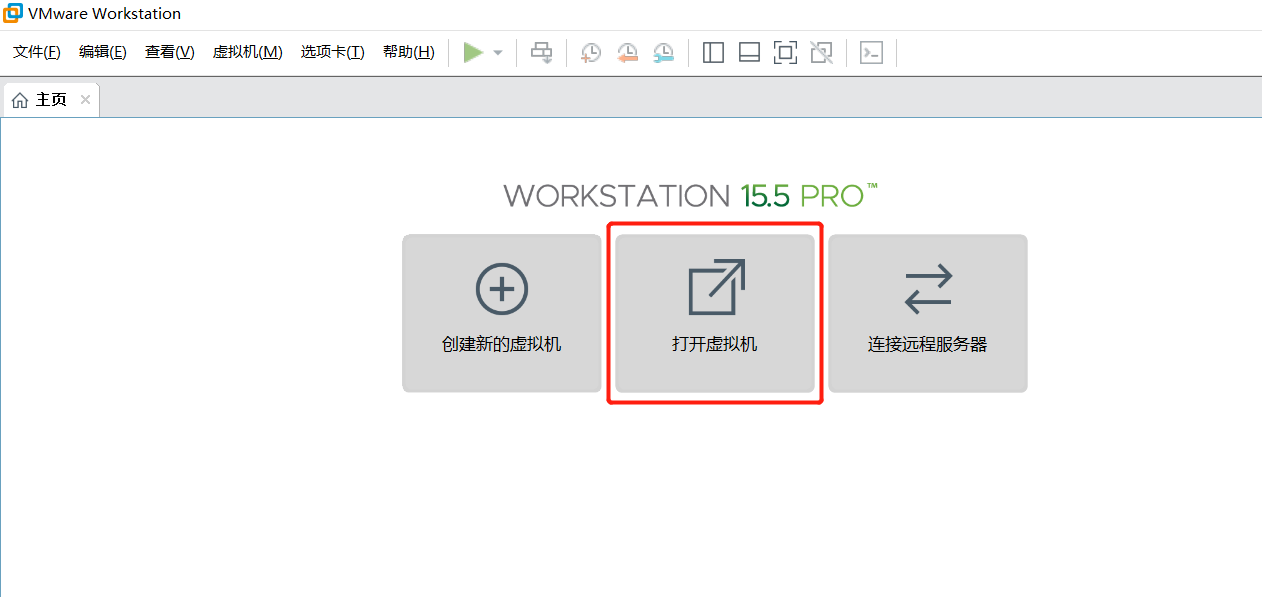 VMware Workstation
文件(F) 编辑(E) 查看(V) 虚拟机(M) 选项卡(T) 帮助(H)
主页
WORKSTATION 15.5 PRO™
创建新的虚拟机 打开虚拟机 连接远程服务器